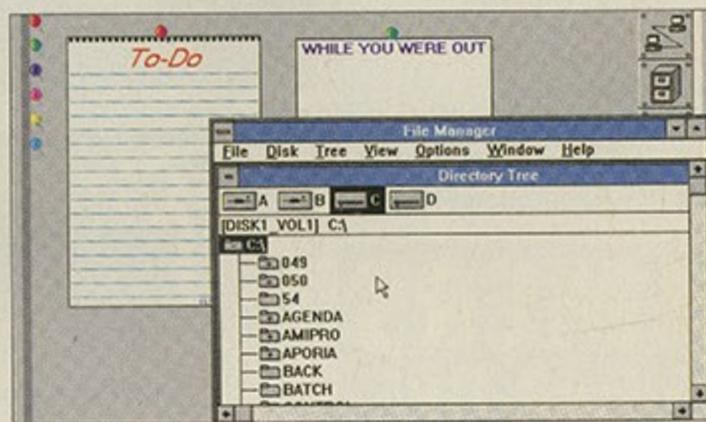 To-Do
WHILE YOU WERE OUT
File Manager
File Disk Tree View Options Window Help
Directory Tree
A B C D
[DISK1_VOL1] C:\
C:\
049
050
54
AGENDA
AMIPRO
APORIA
BACK
BATCH